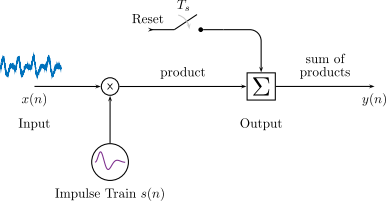 T_s
Reset
product
sum of
products
×
Σ
x(n)
y(n)
Input
Output
Impulse Train s(n)